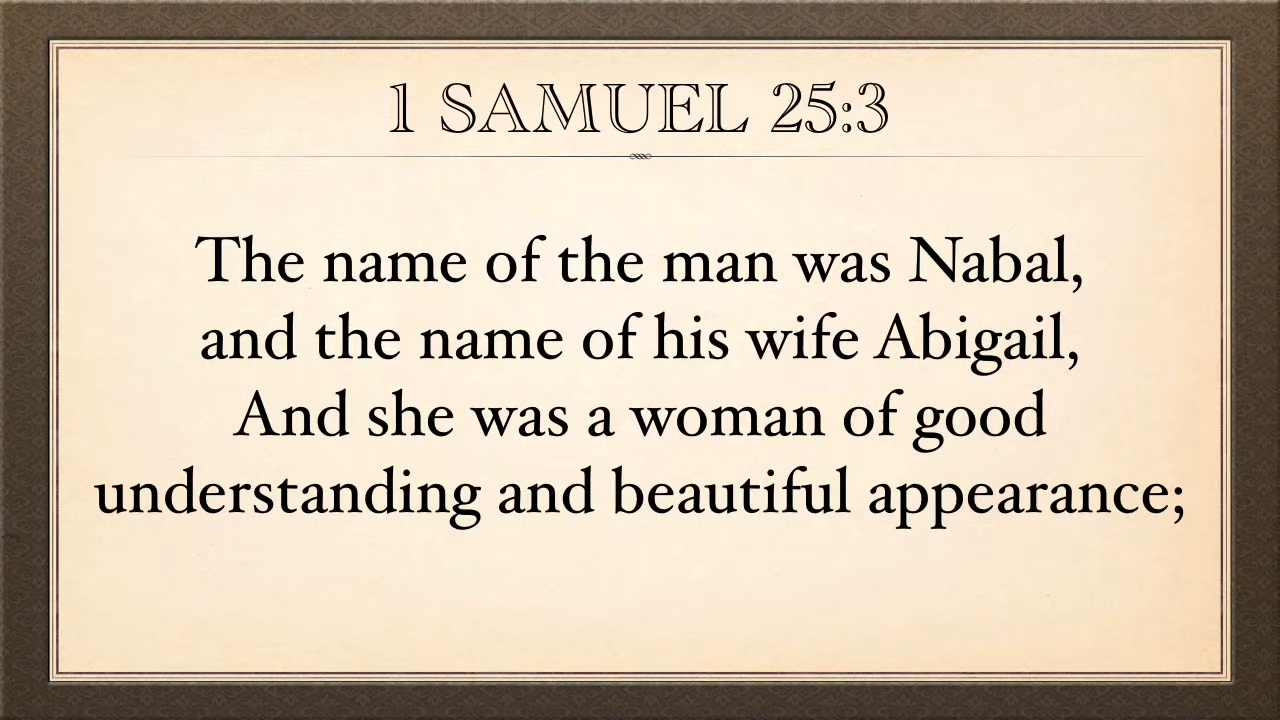 1 SAMUEL 25:3
The name of the man was Nabal,
and the name of his wife Abigail,
And she was a woman of good
understanding and beautiful appearance;